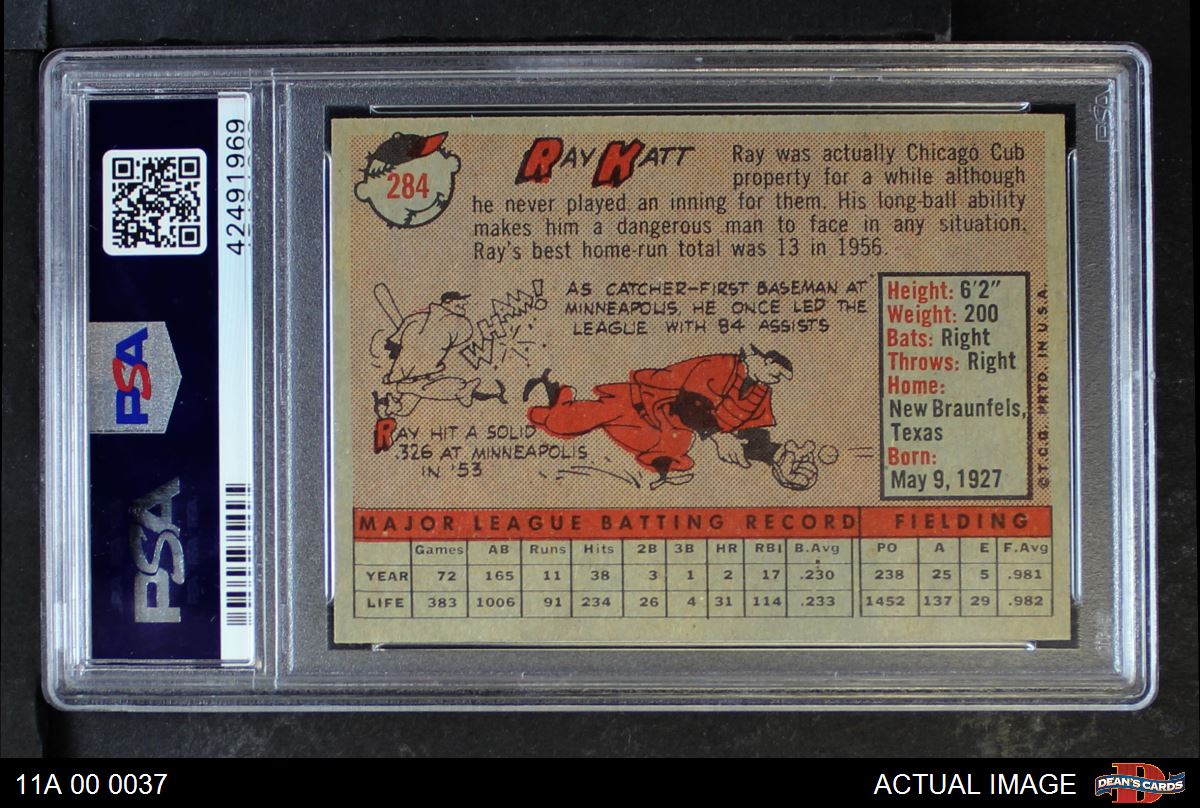 42491969
PSA
PSA
PSA
284
RAY KATT
Ray was actually Chicago Cub
property for a while although
he never played an inning for them. His long-ball ability
makes him a dangerous man to face in any situation.
Ray's best home-run total was 13 in 1956.
AS CATCHER-FIRST BASEMAN AT
MINNEAPOLIS, HE ONCE LED THE
LEAGUE WITH 84 ASSISTS
WHAM!
RAY HIT A SOLID
.326 AT MINNEAPOLIS
IN '53
Height: 6'2"
Weight: 200
Bats: Right
Throws: Right
Home:
New Braunfels,
Texas
Born:
May 9, 1927
© T.C.G. PRTD. IN U.S.A.
MAJOR LEAGUE BATTING RECORD FIELDING
Games AB Runs Hits 2B 3B HR RBI B.Avg PO A E F.Avg
YEAR 72 165 11 38 3 1 2 17 .230 238 25 5 .981
LIFE 383 1006 91 234 26 4 31 114 .233 1452 137 29 .982
11A 00 0037
ACTUAL IMAGE
D
DEAN'S CARDS